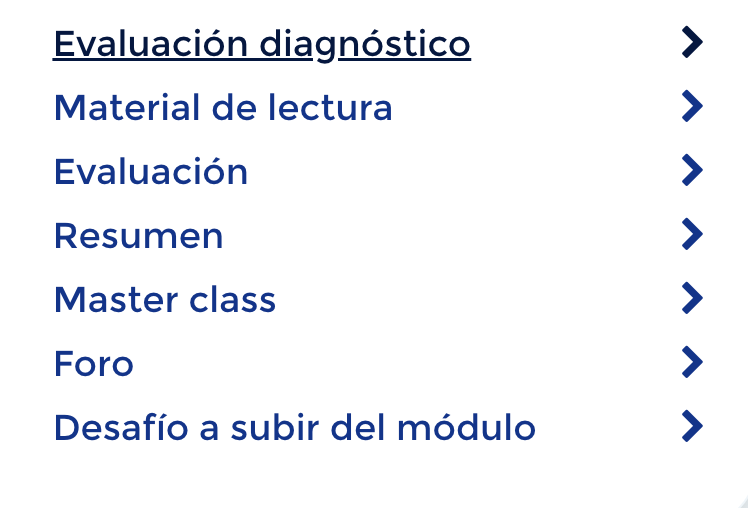 Evaluación diagnóstico
Material de lectura
Evaluación
Resumen
Master class
Foro
Desafío a subir del módulo